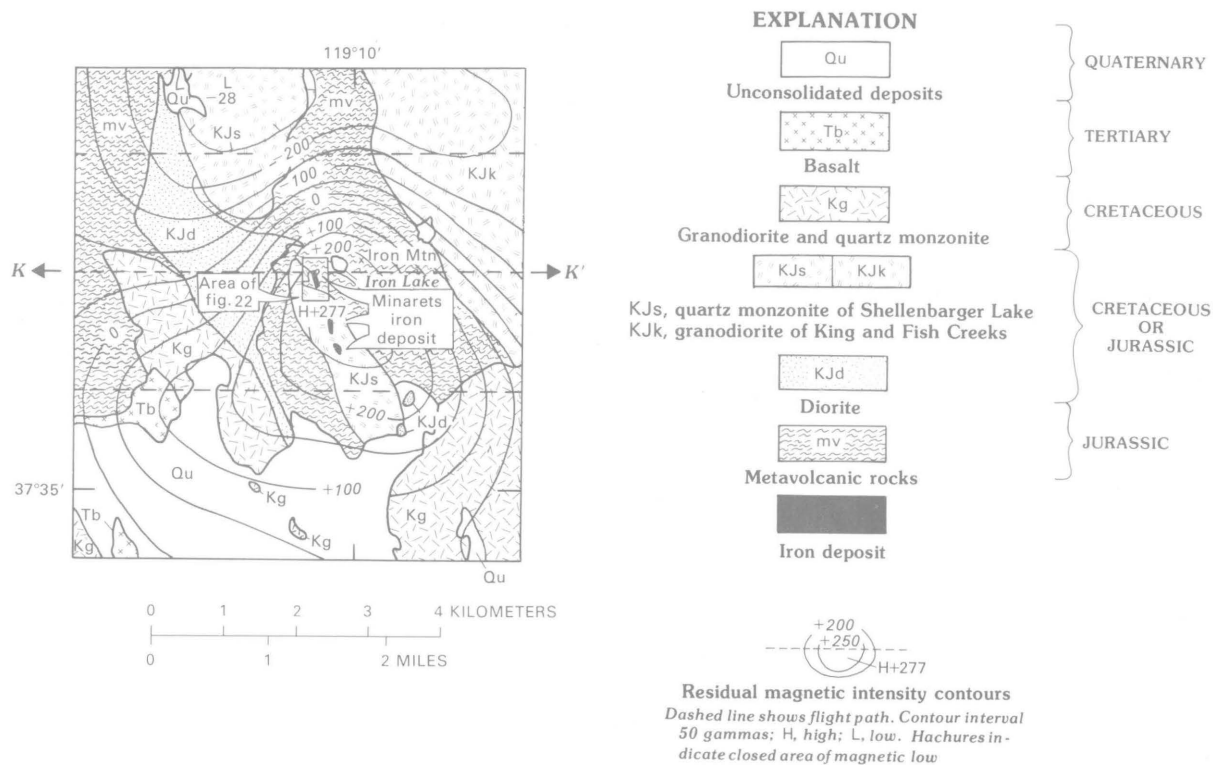 119°10′
L
Qu
L
-28
mv
mv
KJs
-200
-100
0
+100
+200
KJk
KJd
Iron Mtn
K
K′
Area of
fig. 22
Iron Lake
Minarets
iron
deposit
H+277
0
Kg
KJs
+200
KJd
Tb
Qu
+100
37°35′
Kg
Tb
Kg
Kg
Kg
Qu
0 1 2 3 4 KILOMETERS
0 1 2 MILES
EXPLANATION
Qu
Unconsolidated deposits
QUATERNARY
Tb
Basalt
TERTIARY
Kg
Granodiorite and quartz monzonite
CRETACEOUS
KJs KJk
KJs, quartz monzonite of Shellenbarger Lake
KJk, granodiorite of King and Fish Creeks
CRETACEOUS
OR
JURASSIC
KJd
Diorite
mv
Metavolcanic rocks
JURASSIC
Iron deposit
+200
+250
H+277
Residual magnetic intensity contours
Dashed line shows flight path. Contour interval
50 gammas; H, high; L, low. Hachures in-
dicate closed area of magnetic low